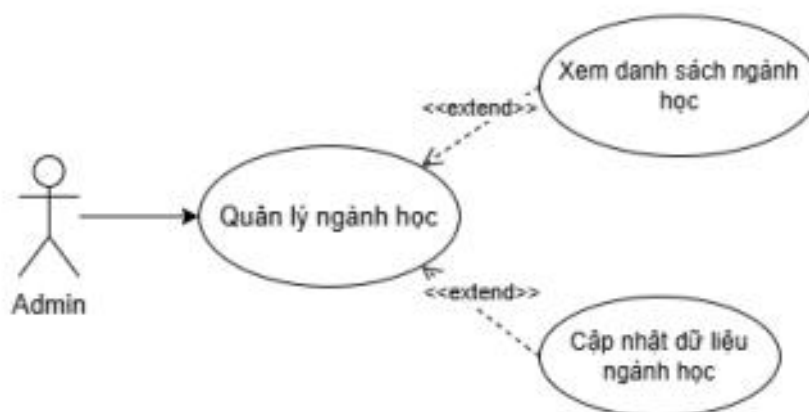 Xem danh sách ngành
học
<<extend>>
Quản lý ngành học
Admin
<<extend>>
Cập nhật dữ liệu
ngành học